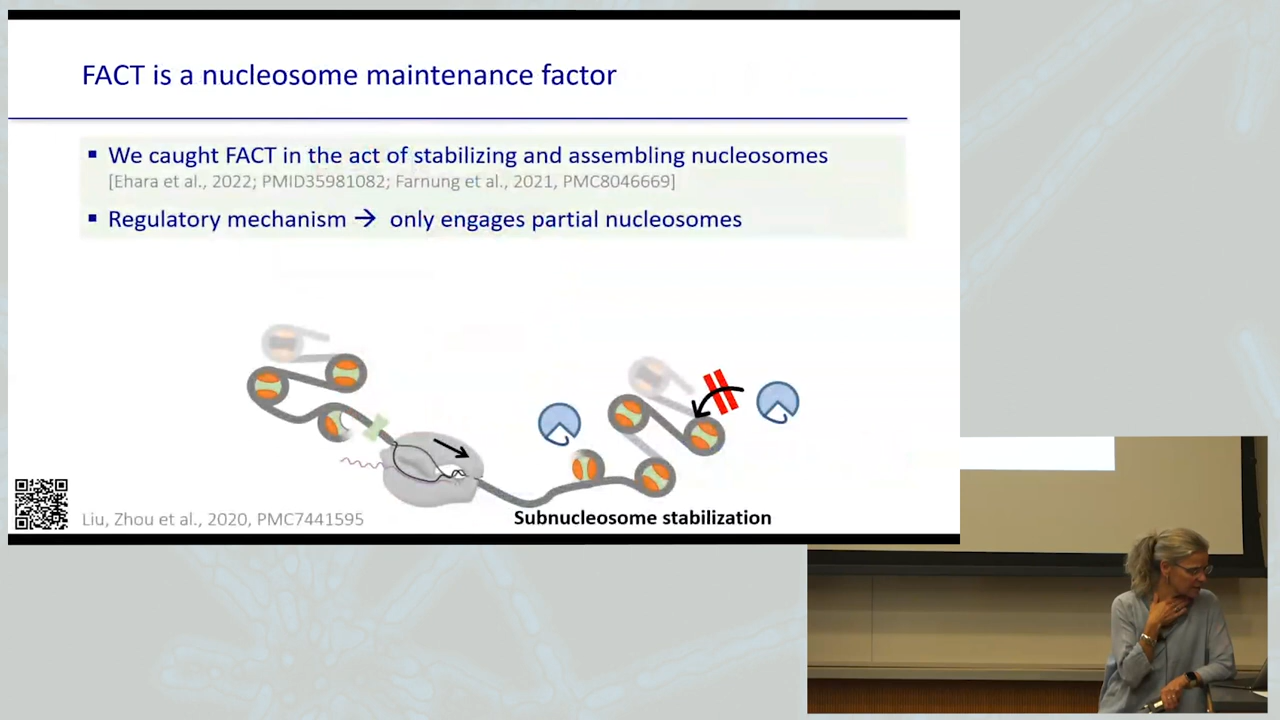 FACT is a nucleosome maintenance factor
▪ We caught FACT in the act of stabilizing and assembling nucleosomes
[Ehara et al., 2022; PMID35981082; Farnung et al., 2021, PMC8046669]
▪ Regulatory mechanism → only engages partial nucleosomes
Liu, Zhou et al., 2020, PMC7441595
Subnucleosome stabilization